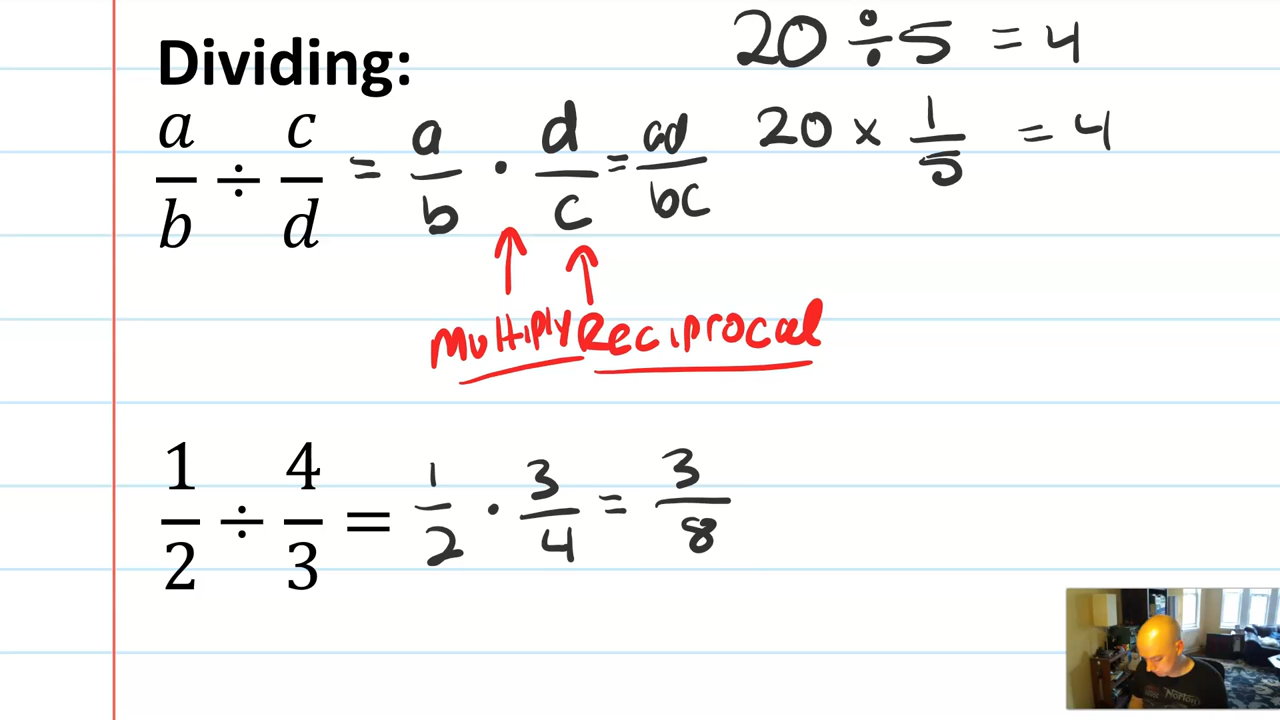 Dividing:
20 ÷ 5 = 4
a/b ÷ c/d = a/b · d/c = ad/bc
20 × 1/5 = 4
Multiply Reciprocal
1/2 ÷ 4/3 = 1/2 · 3/4 = 3/8
Norton